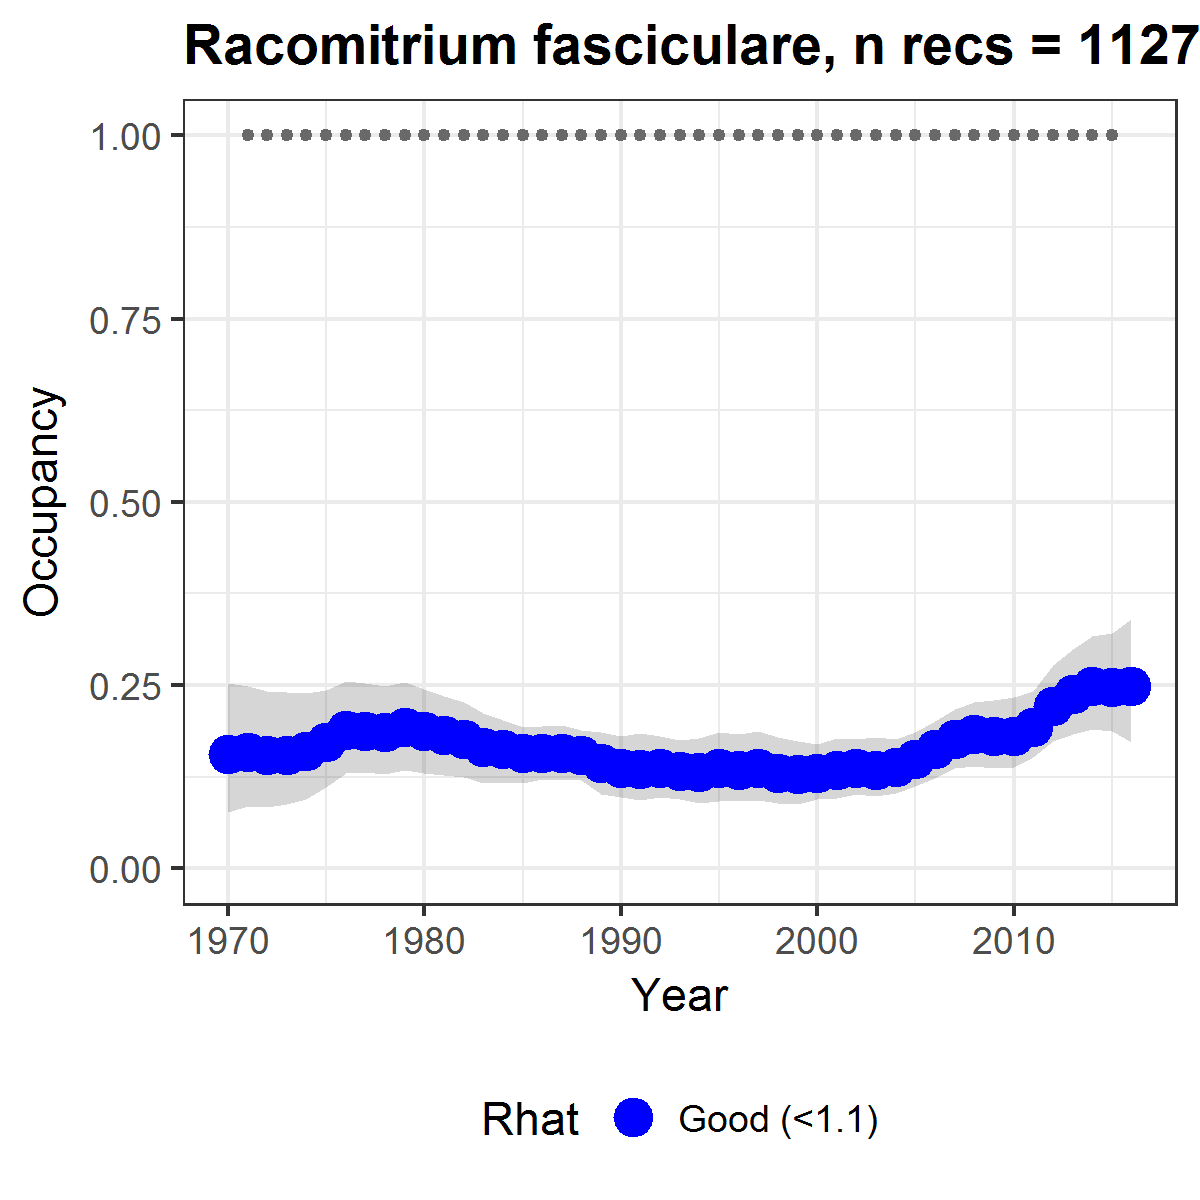 Racomitrium fasciculare, n recs = 1127
1.00
0.75
0.50
0.25
0.00
Occupancy
1970 1980 1990 2000 2010
Year
Rhat Good (<1.1)